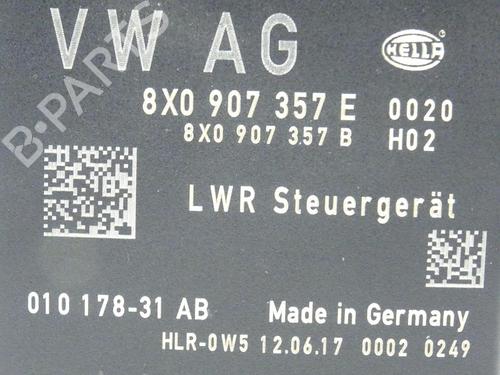 VW AG
HELLA
8X0 907 357 E 0020
8X0 907 357 B H02
LWR Steuergerät
010 178-31 AB Made in Germany
HLR-0W5 12.06.17 0002 0249
B-PARTS